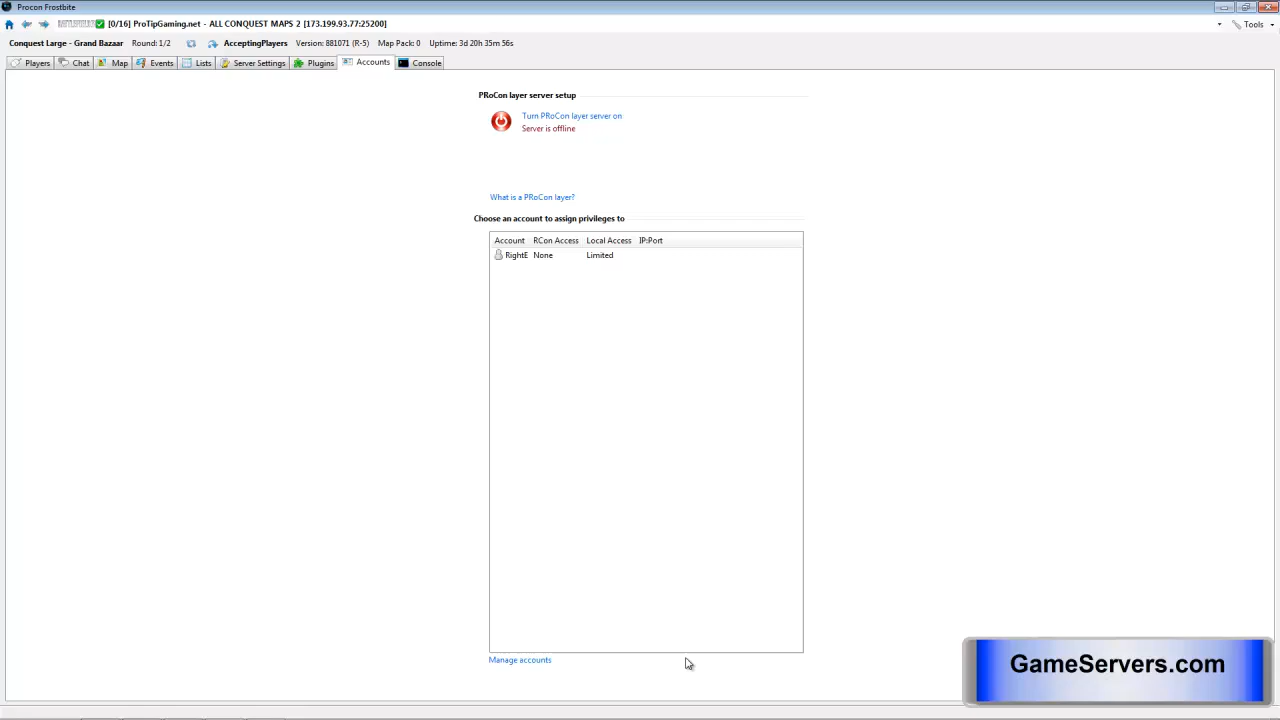 Procon Frostbite
[0/16] ProTipGaming.net - ALL CONQUEST MAPS 2 [173.199.93.77:25200]
Tools
Conquest Large - Grand Bazaar Round: 1/2 AcceptingPlayers Version: 881071 (R-5) Map Pack: 0 Uptime: 3d 20h 35m 56s
Players Chat Map Events Lists Server Settings Plugins Accounts Console
PRoCon layer server setup
Turn PRoCon layer server on
Server is offline
What is a PRoCon layer?
Choose an account to assign privileges to
Account RCon Access Local Access IP:Port
RightE None Limited
Manage accounts
GameServers.com